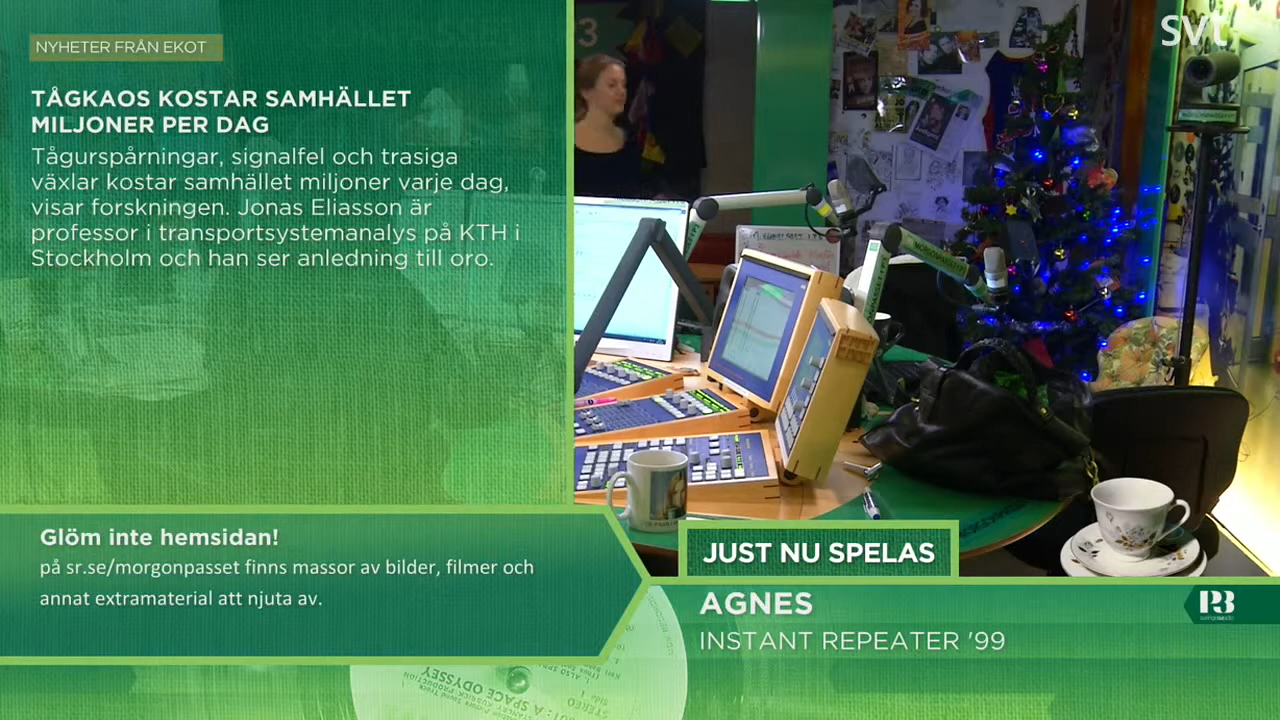 NYHETER FRÅN EKOT
TÅGKAOS KOSTAR SAMHÄLLET
MILJONER PER DAG
Tågurspårningar, signalfel och trasiga
växlar kostar samhället miljoner varje dag,
visar forskningen. Jonas Eliasson är
professor i transportsystemanalys på KTH i
Stockholm och han ser anledning till oro.
3
svt
Glöm inte hemsidan!
på sr.se/morgonpasset finns massor av bilder, filmer och
annat extramaterial att njuta av.
JUST NU SPELAS
AGNES
INSTANT REPEATER '99
P3
A SPACE ODYSSEY
STEREO